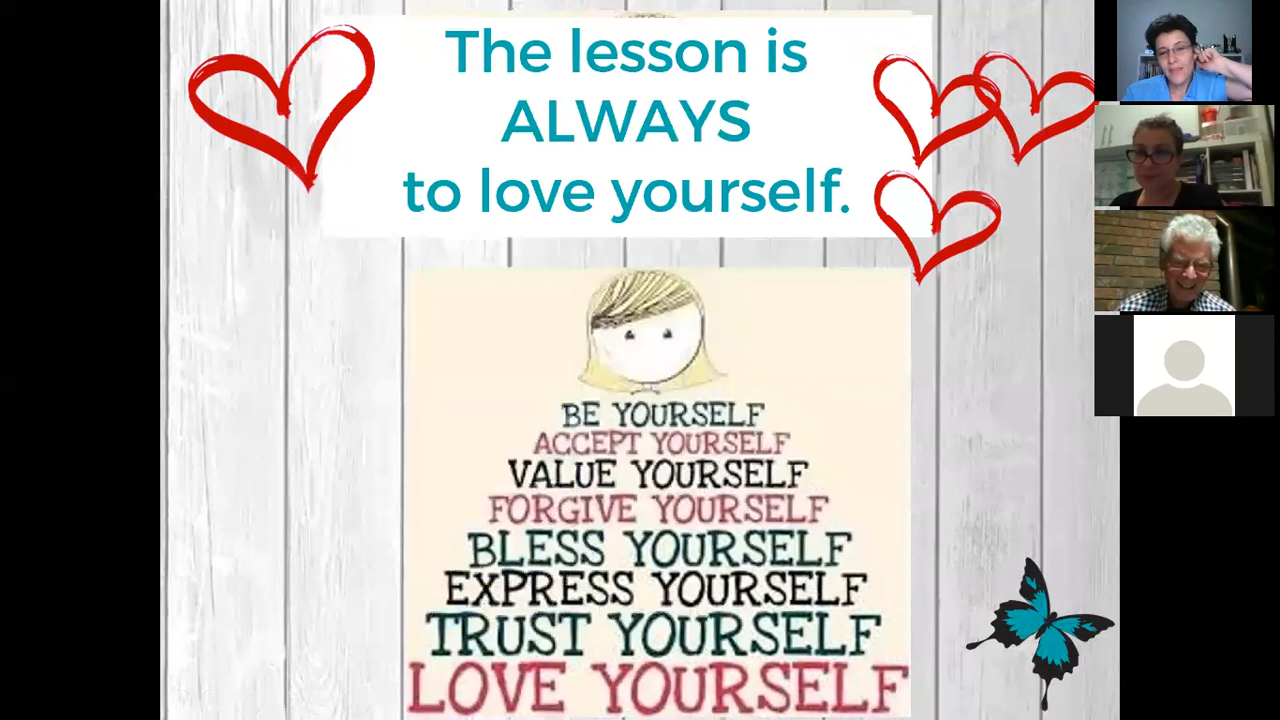 The lesson is
ALWAYS
to love yourself.
BE YOURSELF
ACCEPT YOURSELF
VALUE YOURSELF
FORGIVE YOURSELF
BLESS YOURSELF
EXPRESS YOURSELF
TRUST YOURSELF
LOVE YOURSELF